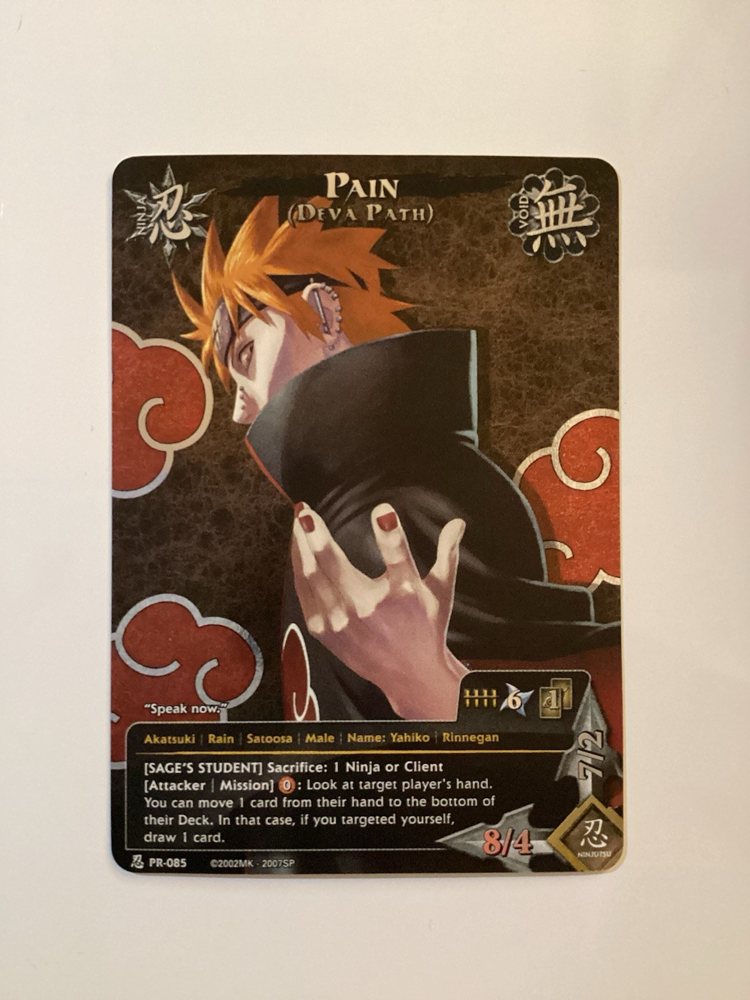 PAIN
(DEVA PATH)
NINJA
忍
VOID
無
"Speak now."
6
1
Akatsuki | Rain | Satoosa | Male | Name: Yahiko | Rinnegan
[SAGE'S STUDENT] Sacrifice: 1 Ninja or Client
[Attacker | Mission] 0: Look at target player's hand.
You can move 1 card from their hand to the bottom of
their Deck. In that case, if you targeted yourself,
draw 1 card.
7/2
8/4
忍
NINJUTSU
忍 PR-085 ©2002MK - 2007SP